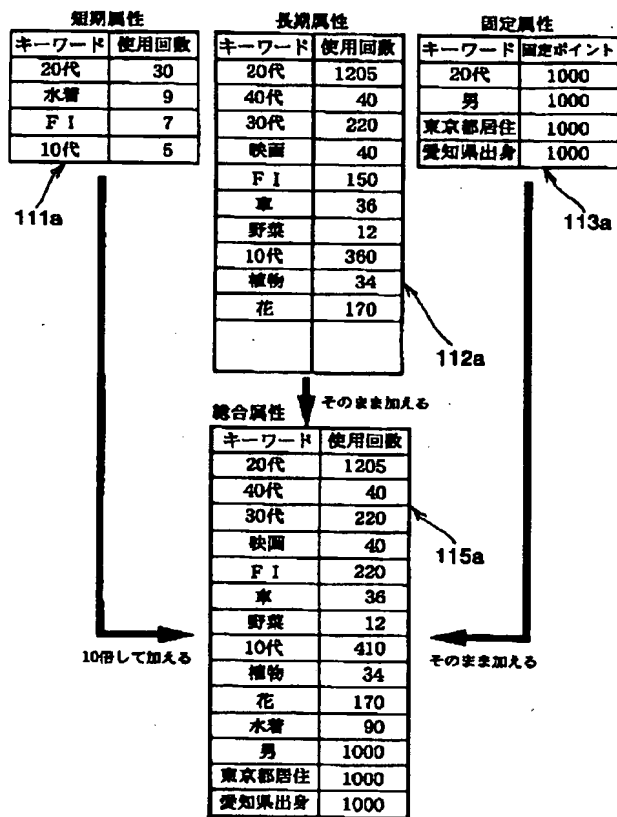 短期属性
キーワード 使用回数
20代 30
水着 9
F I 7
10代 5
111a
長期属性
キーワード 使用回数
20代 1205
40代 40
30代 220
映画 40
F I 150
車 36
野菜 12
10代 360
植物 34
花 170
112a
固定属性
キーワード 固定ポイント
20代 1000
男 1000
東京都居住 1000
愛知県出身 1000
113a
そのまま加える
総合属性
キーワード 使用回数
20代 1205
40代 40
30代 220
映画 40
F I 220
車 36
野菜 12
10代 410
植物 34
花 170
水着 90
男 1000
東京都居住 1000
愛知県出身 1000
115a
10倍して加える
そのまま加える